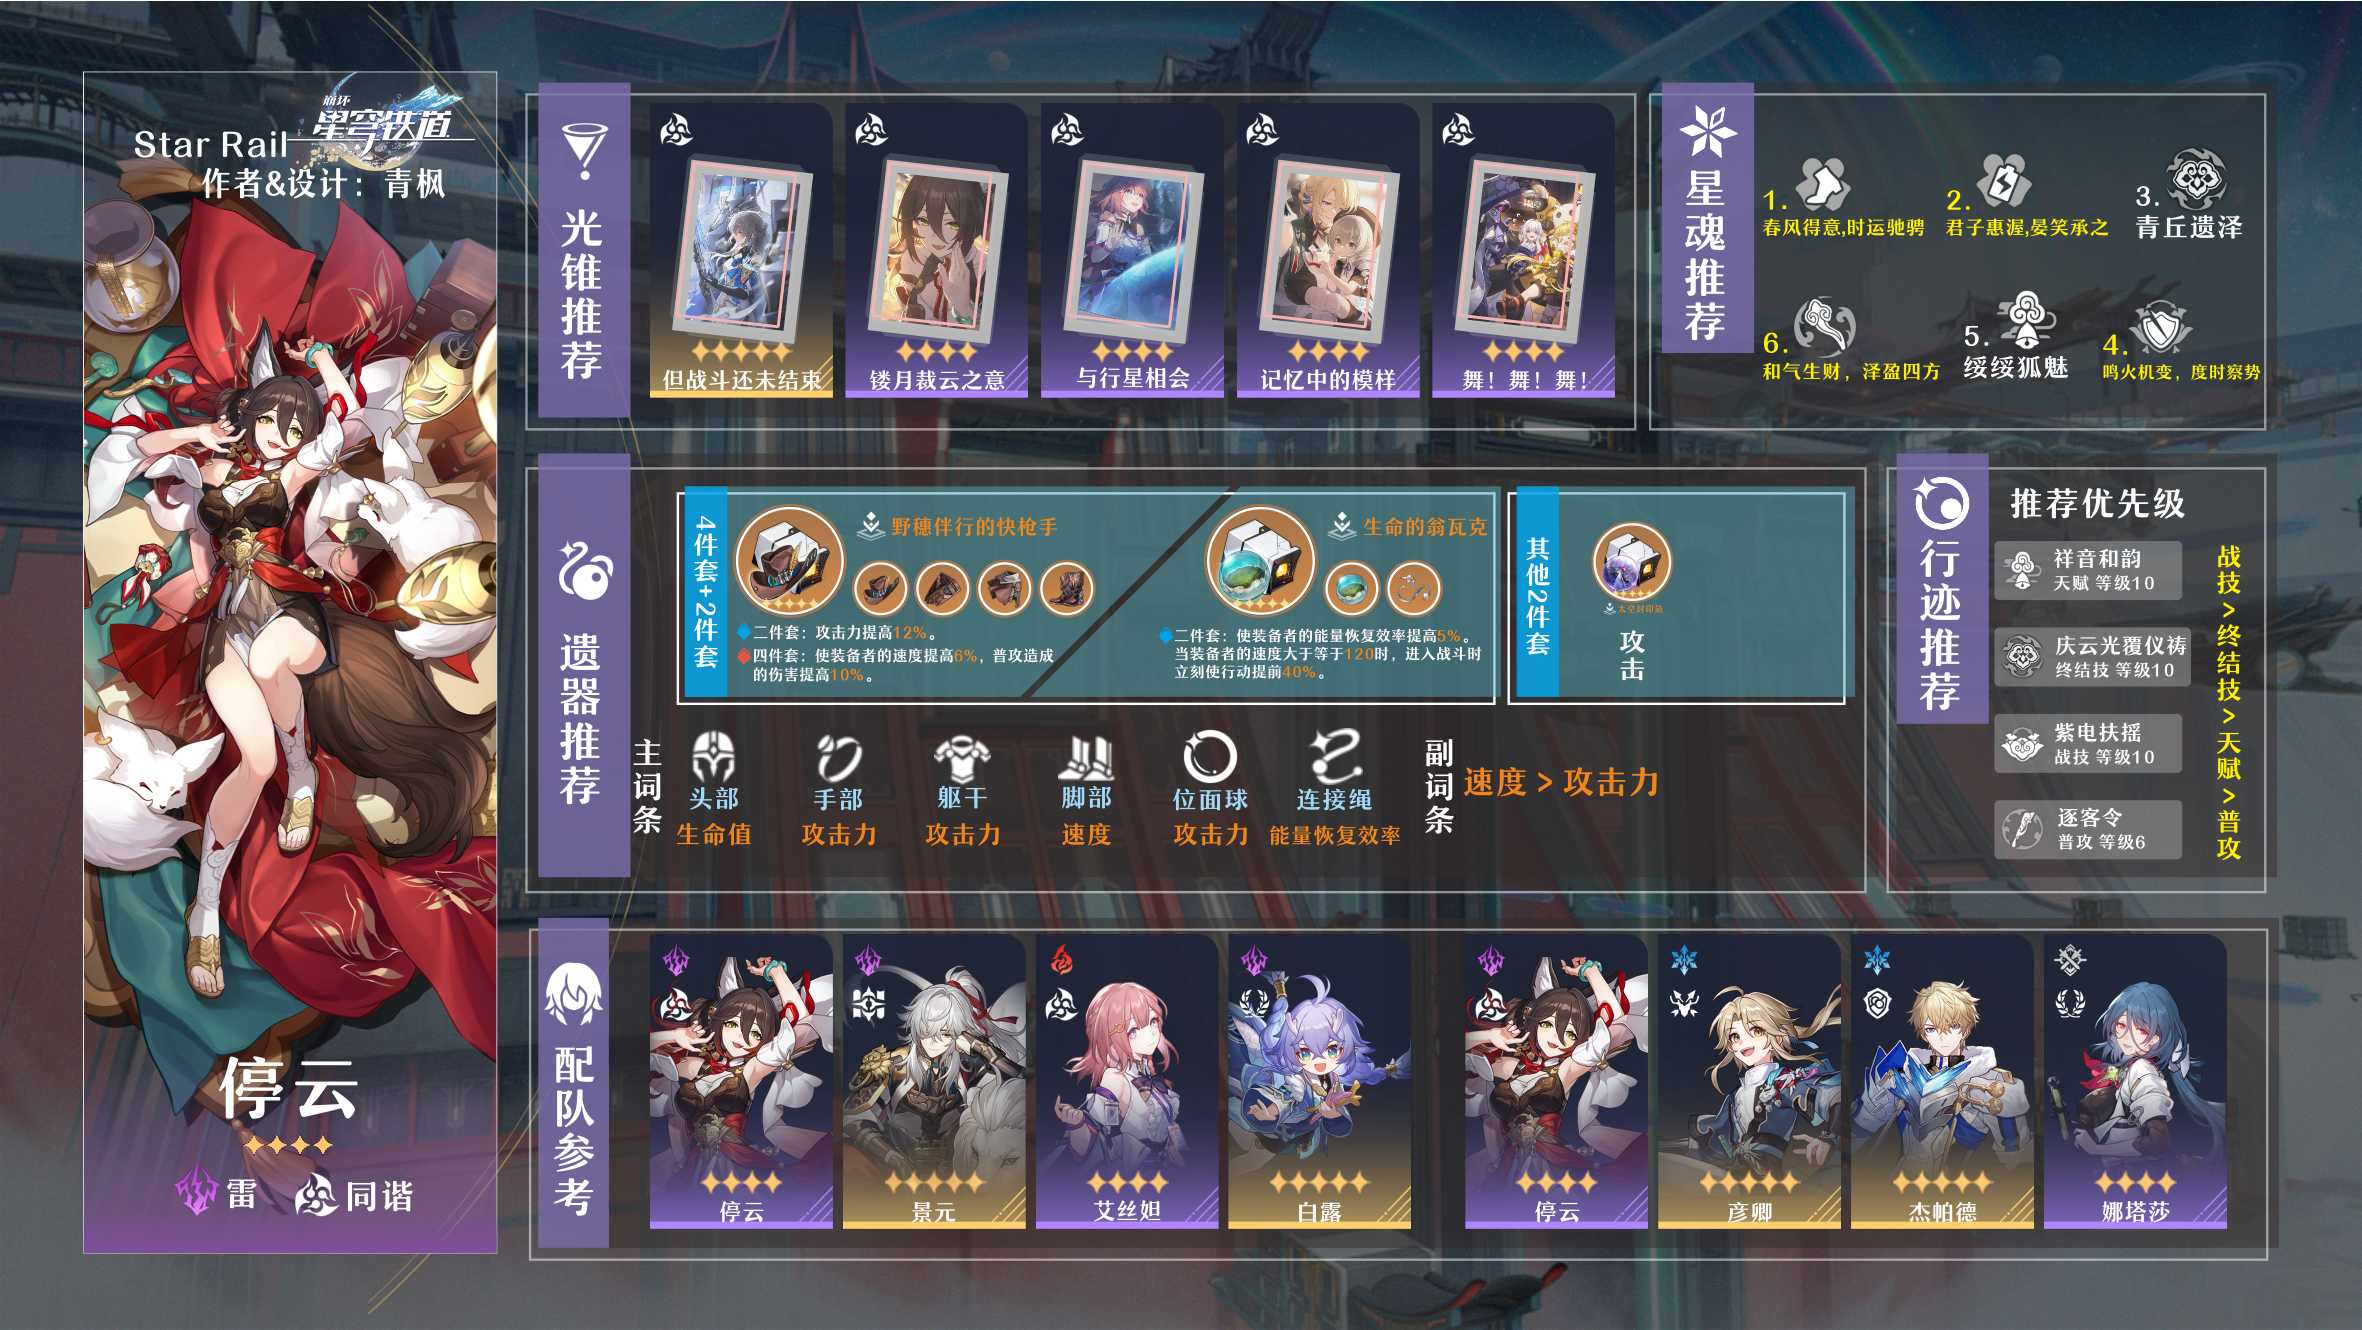 崩坏
星穹铁道
Star Rail
作者&设计：青枫
停云
雷
同谐
光锥推荐
但战斗还未结束
镂月裁云之意
与行星相会
记忆中的模样
舞！舞！舞！
星魂推荐
1.
春风得意,时运驰骋
2.
君子惠渥,晏笑承之
3.
青丘遗泽
6.
和气生财，泽盈四方
5.
绥绥狐魅
4.
鸣火机变，度时察势
遗器推荐
4件套+2件套
野穗伴行的快枪手
二件套：攻击力提高12%。
四件套：使装备者的速度提高6%，普攻造成
的伤害提高10%。
生命的翁瓦克
二件套：使装备者的能量恢复效率提高5%。
当装备者的速度大于等于120时，进入战斗时
立刻使行动提前40%。
其他2件套
太空封印站
攻击
主词条
头部
生命值
手部
攻击力
躯干
攻击力
脚部
速度
位面球
攻击力
连接绳
能量恢复效率
副词条
速度 > 攻击力
行迹推荐
推荐优先级
祥音和韵
天赋 等级10
庆云光覆仪祷
终结技 等级10
紫电扶摇
战技 等级10
逐客令
普攻 等级6
战技>终结技>天赋>普攻
配队参考
停云
景元
艾丝妲
白露
停云
彦卿
杰帕德
娜塔莎